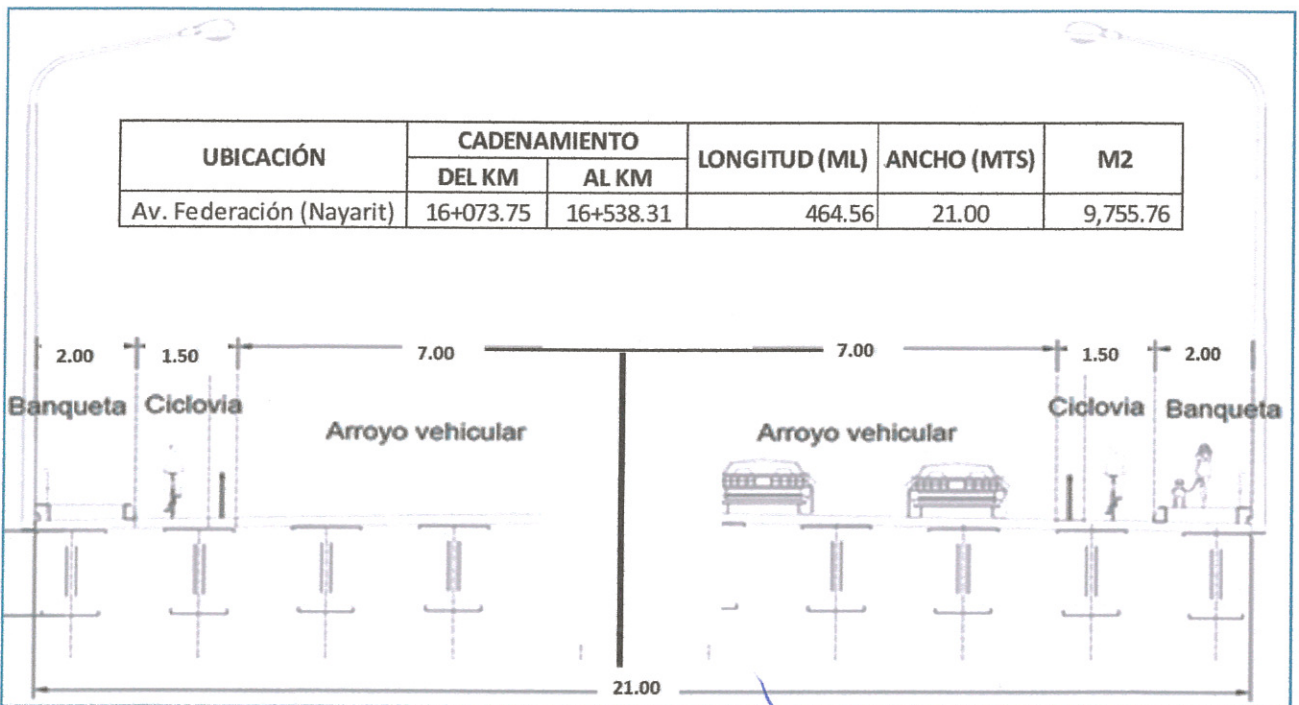 UBICACIÓN CADENAMIENTO LONGITUD (ML) ANCHO (MTS) M2
DEL KM AL KM
Av. Federación (Nayarit) 16+073.75 16+538.31 464.56 21.00 9,755.76
2.00 1.50 7.00 7.00 1.50 2.00
Banqueta Ciclovia Arroyo vehicular Arroyo vehicular Ciclovia Banqueta
21.00